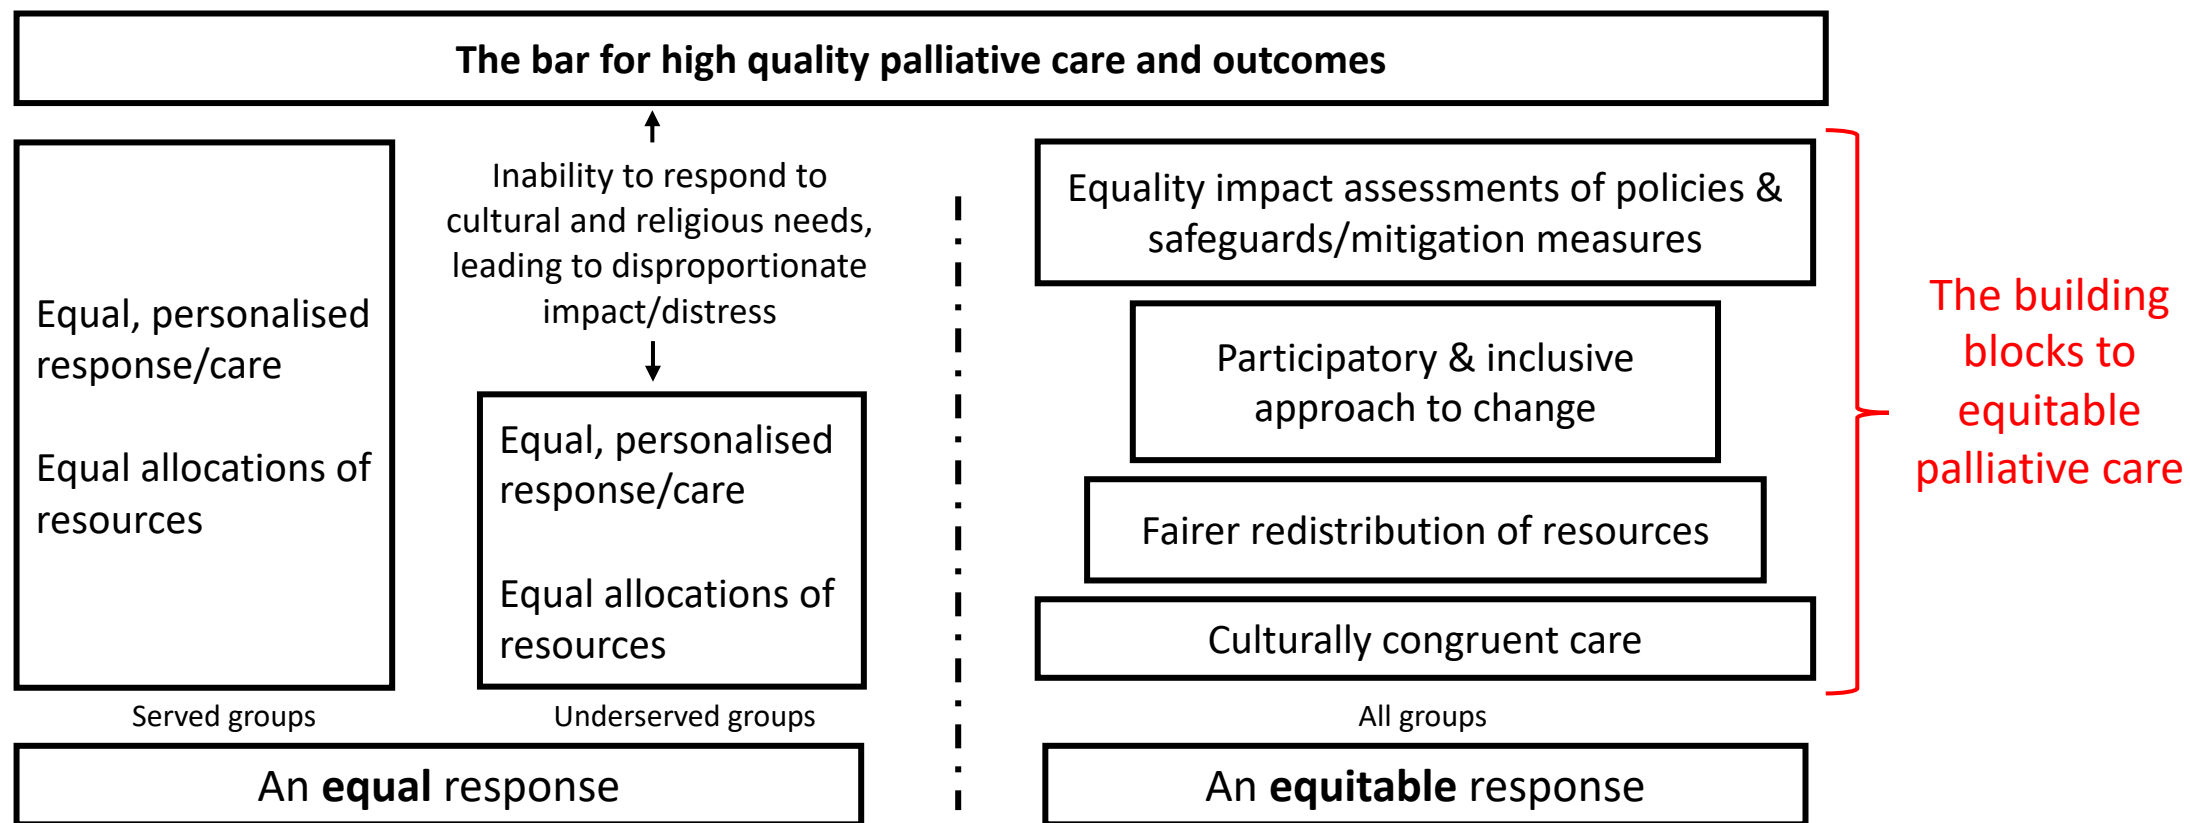 The bar for high quality palliative care and outcomes
Equal, personalised
response/care
Equal allocations of
resources
Served groups
Inability to respond to
cultural and religious needs,
leading to disproportionate
impact/distress
Equal, personalised
response/care
Equal allocations of
resources
Underserved groups
An equal response
Equality impact assessments of policies &
safeguards/mitigation measures
Participatory & inclusive
approach to change
Fairer redistribution of resources
Culturally congruent care
All groups
An equitable response
The building
blocks to
equitable
palliative care